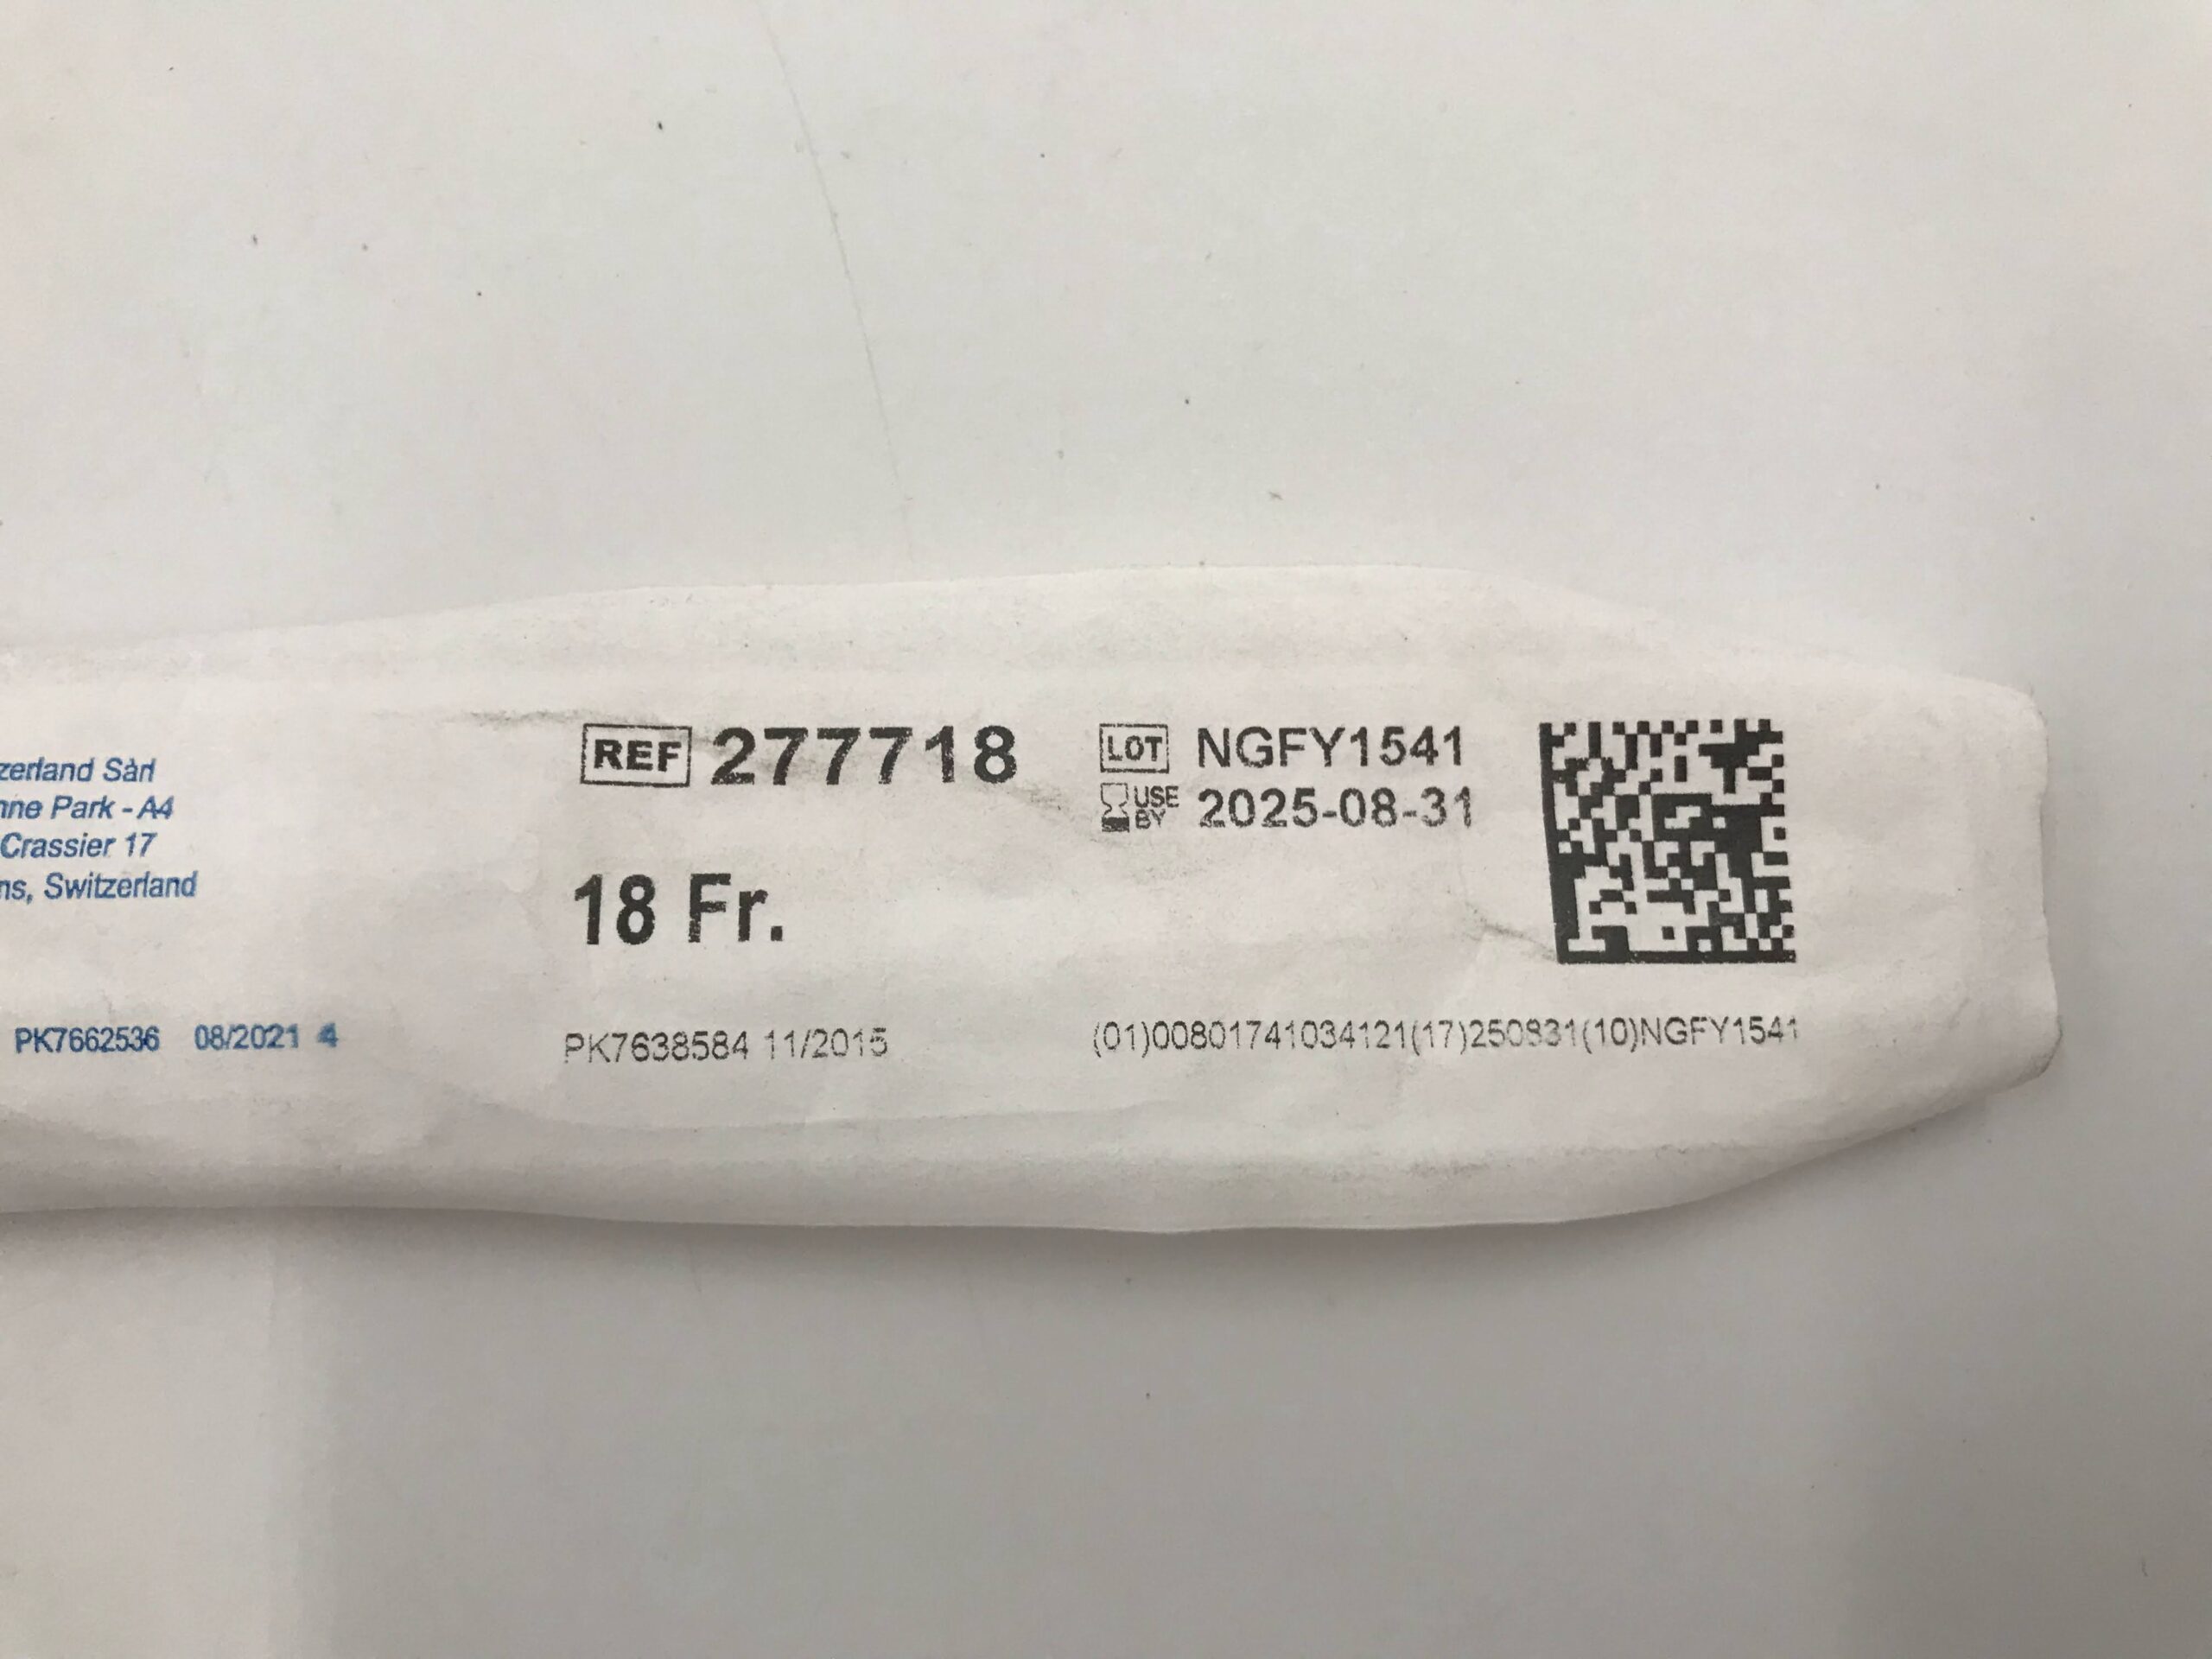 zerland Sàrl
nne Park - A4
Crassier 17
ns, Switzerland
PK7662536 08/2021 4
REF 277718
18 Fr.
PK7638584 11/2015
LOT NGFY1541
USE BY 2025-08-31
(01)00801741034121(17)250831(10)NGFY1541